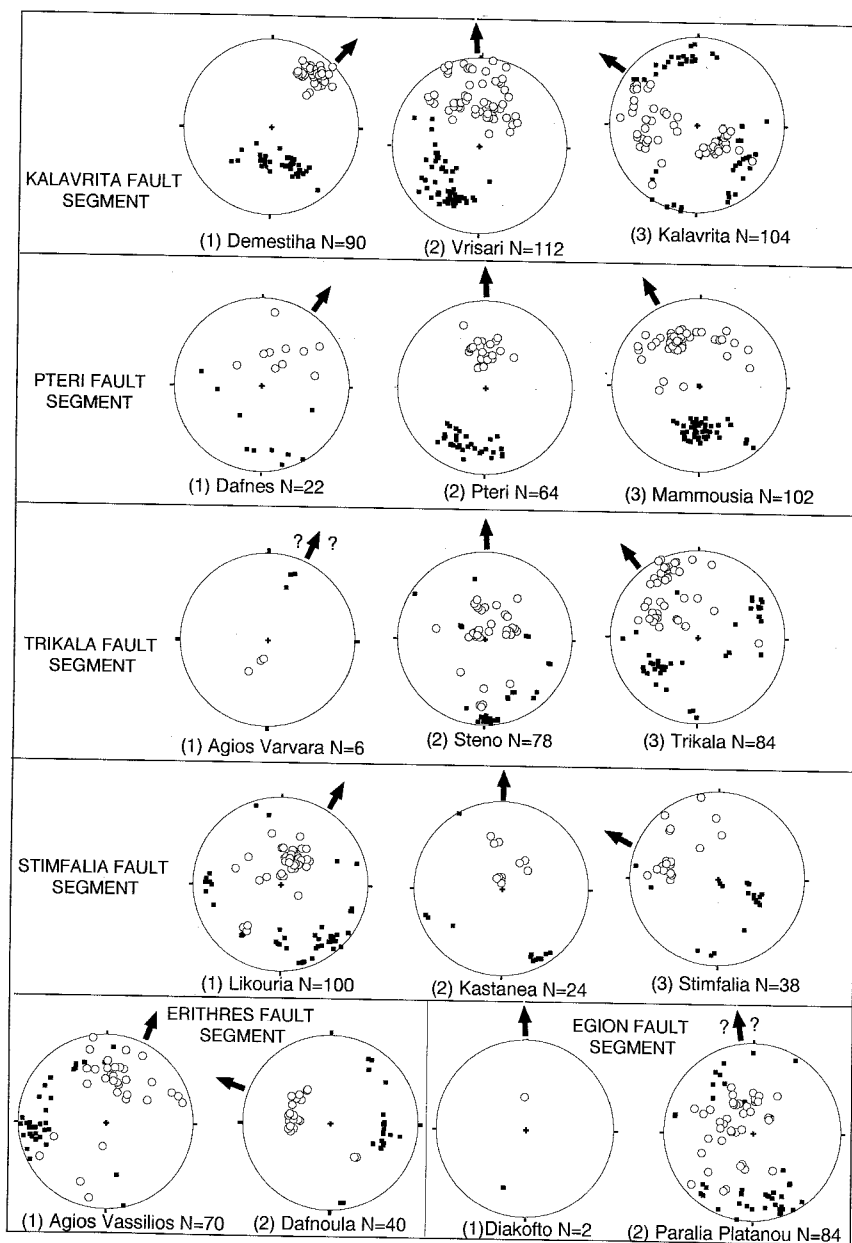 KALAVRITA FAULT
SEGMENT
(1) Demestiha N=90
(2) Vrisari N=112
(3) Kalavrita N=104
PTERI FAULT
SEGMENT
(1) Dafnes N=22
(2) Pteri N=64
(3) Mammousia N=102
TRIKALA FAULT
SEGMENT
? ?
(1) Agios Varvara N=6
(2) Steno N=78
(3) Trikala N=84
STIMFALIA FAULT
SEGMENT
(1) Likouria N=100
(2) Kastanea N=24
(3) Stimfalia N=38
ERITHRES FAULT
SEGMENT
(1) Agios Vassilios N=70
(2) Dafnoula N=40
EGION FAULT
SEGMENT
? ?
(1)Diakofto N=2
(2) Paralia Platanou N=84